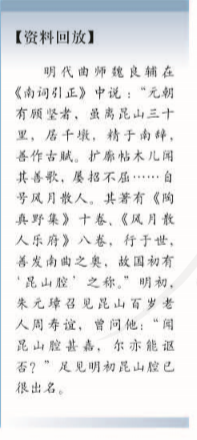 【资料回放】
明代曲师魏良辅在
《南词引正》中说：“元朝
有顾坚者，虽离昆山三十
里，居千墩，精于南辞，
善作古赋。扩廓帖木儿闻
其善歌，屡招不屈……自
号风月散人。其著有《陶
真野集》十卷、《风月散
人乐府》八卷，行于世，
善发南曲之奥，故国初有
‘昆山腔’之称。”明初，
朱元璋召见昆山百岁老
人周寿谊，曾问他：“闻
昆山腔甚嘉，尔亦能讴
否？”足见明初昆山腔已
很出名。